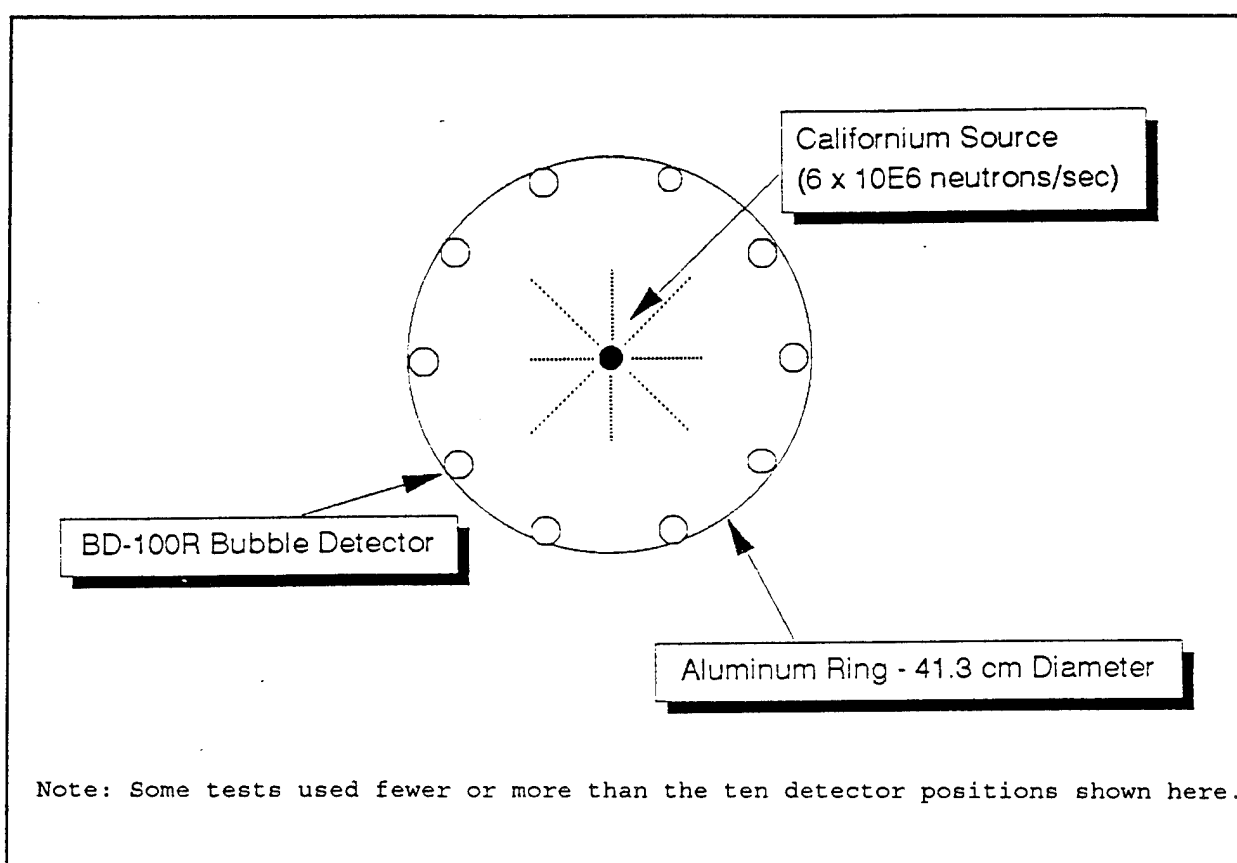 Californium Source
(6 x 10E6 neutrons/sec)
BD-100R Bubble Detector
Aluminum Ring - 41.3 cm Diameter
Note: Some tests used fewer or more than the ten detector positions shown here.